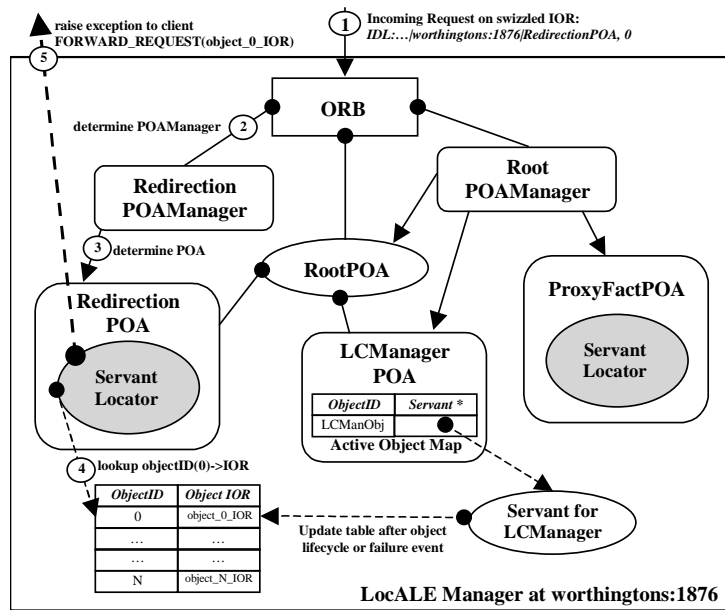 raise exception to client
FORWARD_REQUEST(object_0_IOR)
1
Incoming Request on swizzled IOR:
IDL:…/worthingtons:1876/RedirectionPOA, 0
5
ORB
determine POAManager
2
Redirection
POAManager
Root
POAManager
3
determine POA
RootPOA
Redirection
POA
Servant
Locator
LCManager
POA
ObjectID Servant *
LCManObj
Active Object Map
ProxyFactPOA
Servant
Locator
4
lookup objectID(0)->IOR
ObjectID Object IOR
0 object_0_IOR
… …
… …
N object_N_IOR
Update table after object
lifecycle or failure event
Servant for
LCManager
LocALE Manager at worthingtons:1876